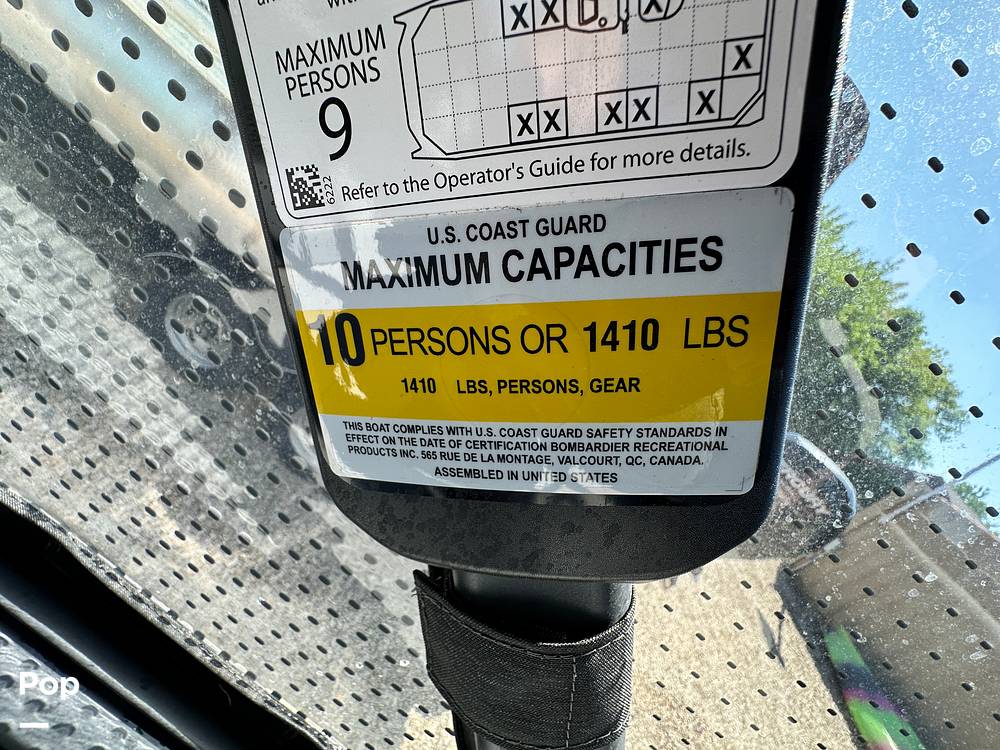 with
MAXIMUM
PERSONS
9
X X X
X
X X X X X
6222
Refer to the Operator's Guide for more details.
U.S. COAST GUARD
MAXIMUM CAPACITIES
10 PERSONS OR 1410 LBS
1410 LBS, PERSONS, GEAR
THIS BOAT COMPLIES WITH U.S. COAST GUARD SAFETY STANDARDS IN
EFFECT ON THE DATE OF CERTIFICATION BOMBARDIER RECREATIONAL
PRODUCTS INC. 565 RUE DE LA MONTAGE, VALCOURT, QC, CANADA.
ASSEMBLED IN UNITED STATES
Pop